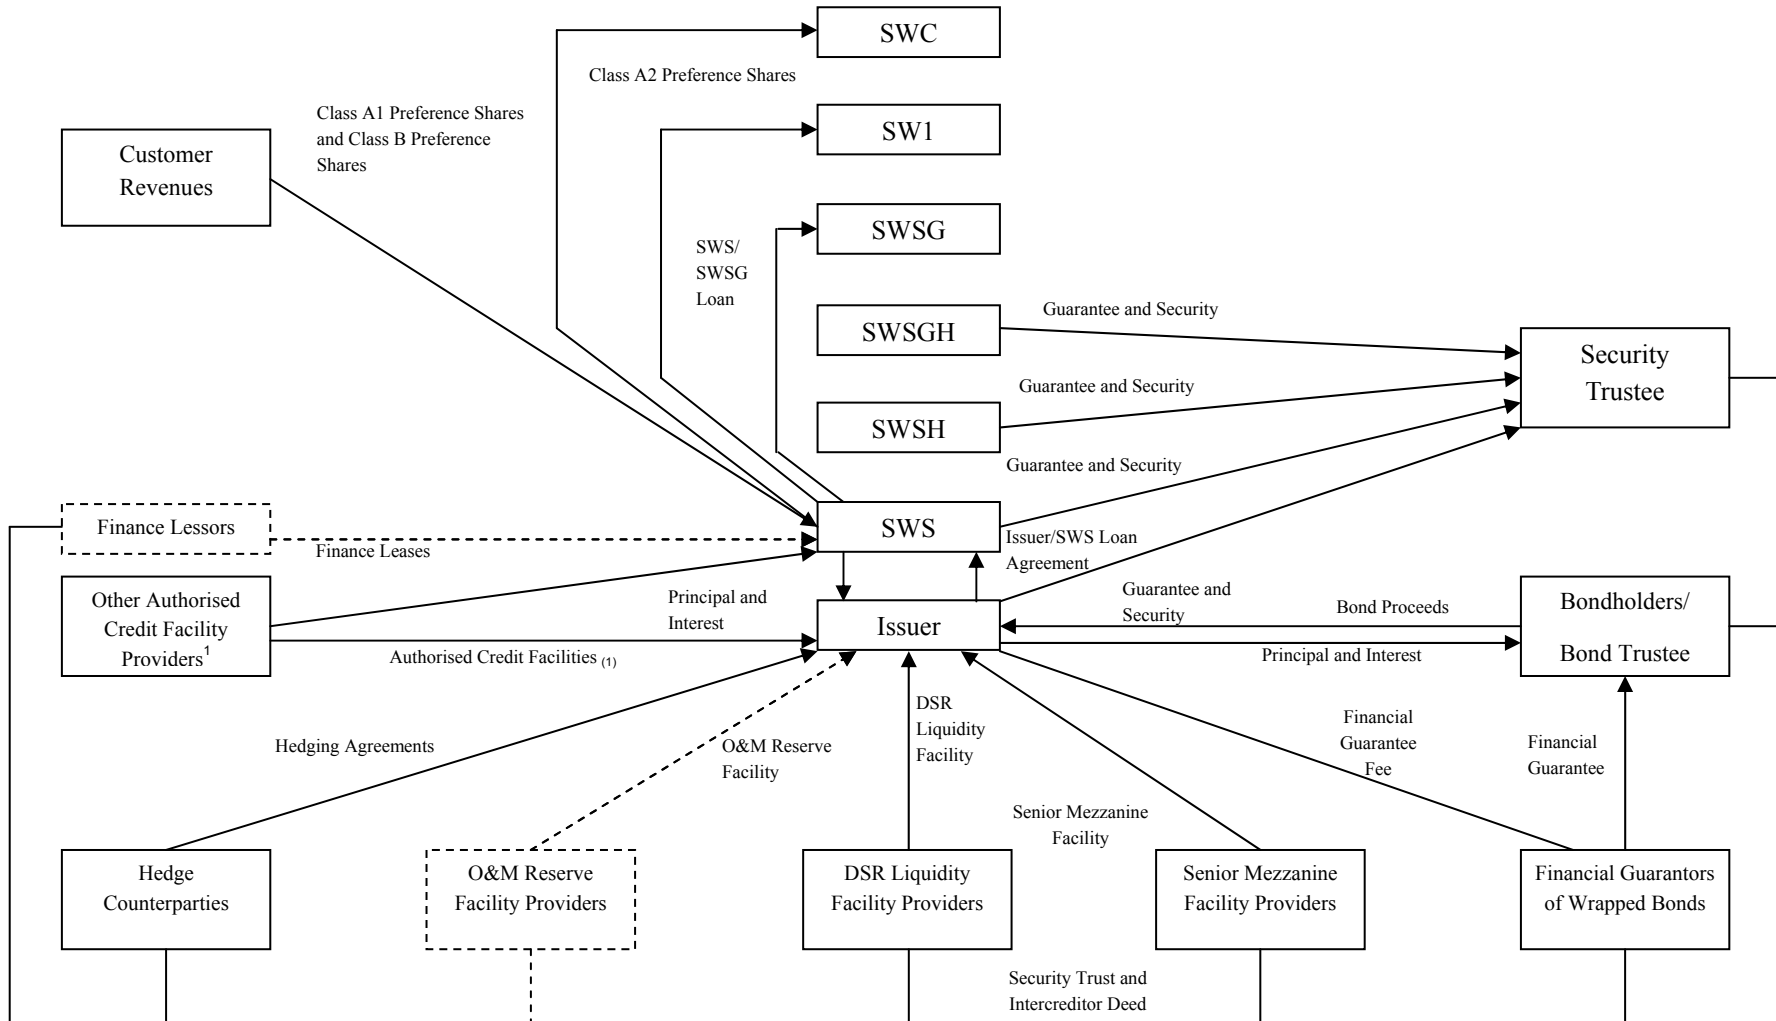 SWC
Class A2 Preference Shares
Class A1 Preference Shares
and Class B Preference
Shares
SW1
Customer
Revenues
SWSG
SWS/
SWSG
Loan
SWSGH
Guarantee and Security
Security
Trustee
Guarantee and Security
SWSH
Guarantee and Security
Finance Lessors
Finance Leases
SWS
Issuer/SWS Loan
Agreement
Other Authorised
Credit Facility
Providers1
Principal and
Interest
Authorised Credit Facilities (1)
Issuer
Guarantee and
Security
Bond Proceeds
Principal and Interest
Bondholders/
Bond Trustee
Hedging Agreements
O&M Reserve
Facility
DSR
Liquidity
Facility
Senior Mezzanine
Facility
Financial
Guarantee
Fee
Financial
Guarantee
Hedge
Counterparties
O&M Reserve
Facility Providers
DSR Liquidity
Facility Providers
Senior Mezzanine
Facility Providers
Financial Guarantors
of Wrapped Bonds
Security Trust and
Intercreditor Deed